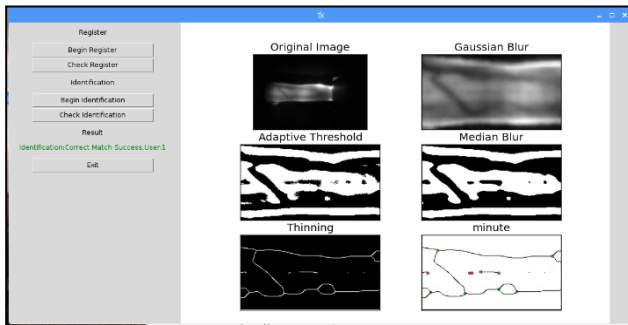 tk
Register
Begin Register
Check Register
Identification
Begin Identification
Check Identification
Result
Identification:Correct Match Success,User:1
Exit
Original Image
Gaussian Blur
Adaptive Threshold
Median Blur
Thinning
minute